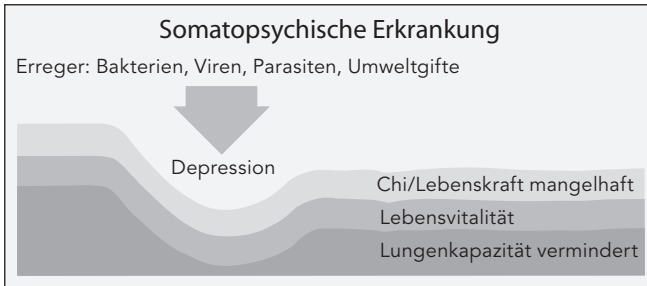 Somatopsychische Erkrankung
Erreger: Bakterien, Viren, Parasiten, Umweltgifte
Depression
Chi/Lebenskraft mangelhaft
Lebensvitalität
Lungenkapazität vermindert